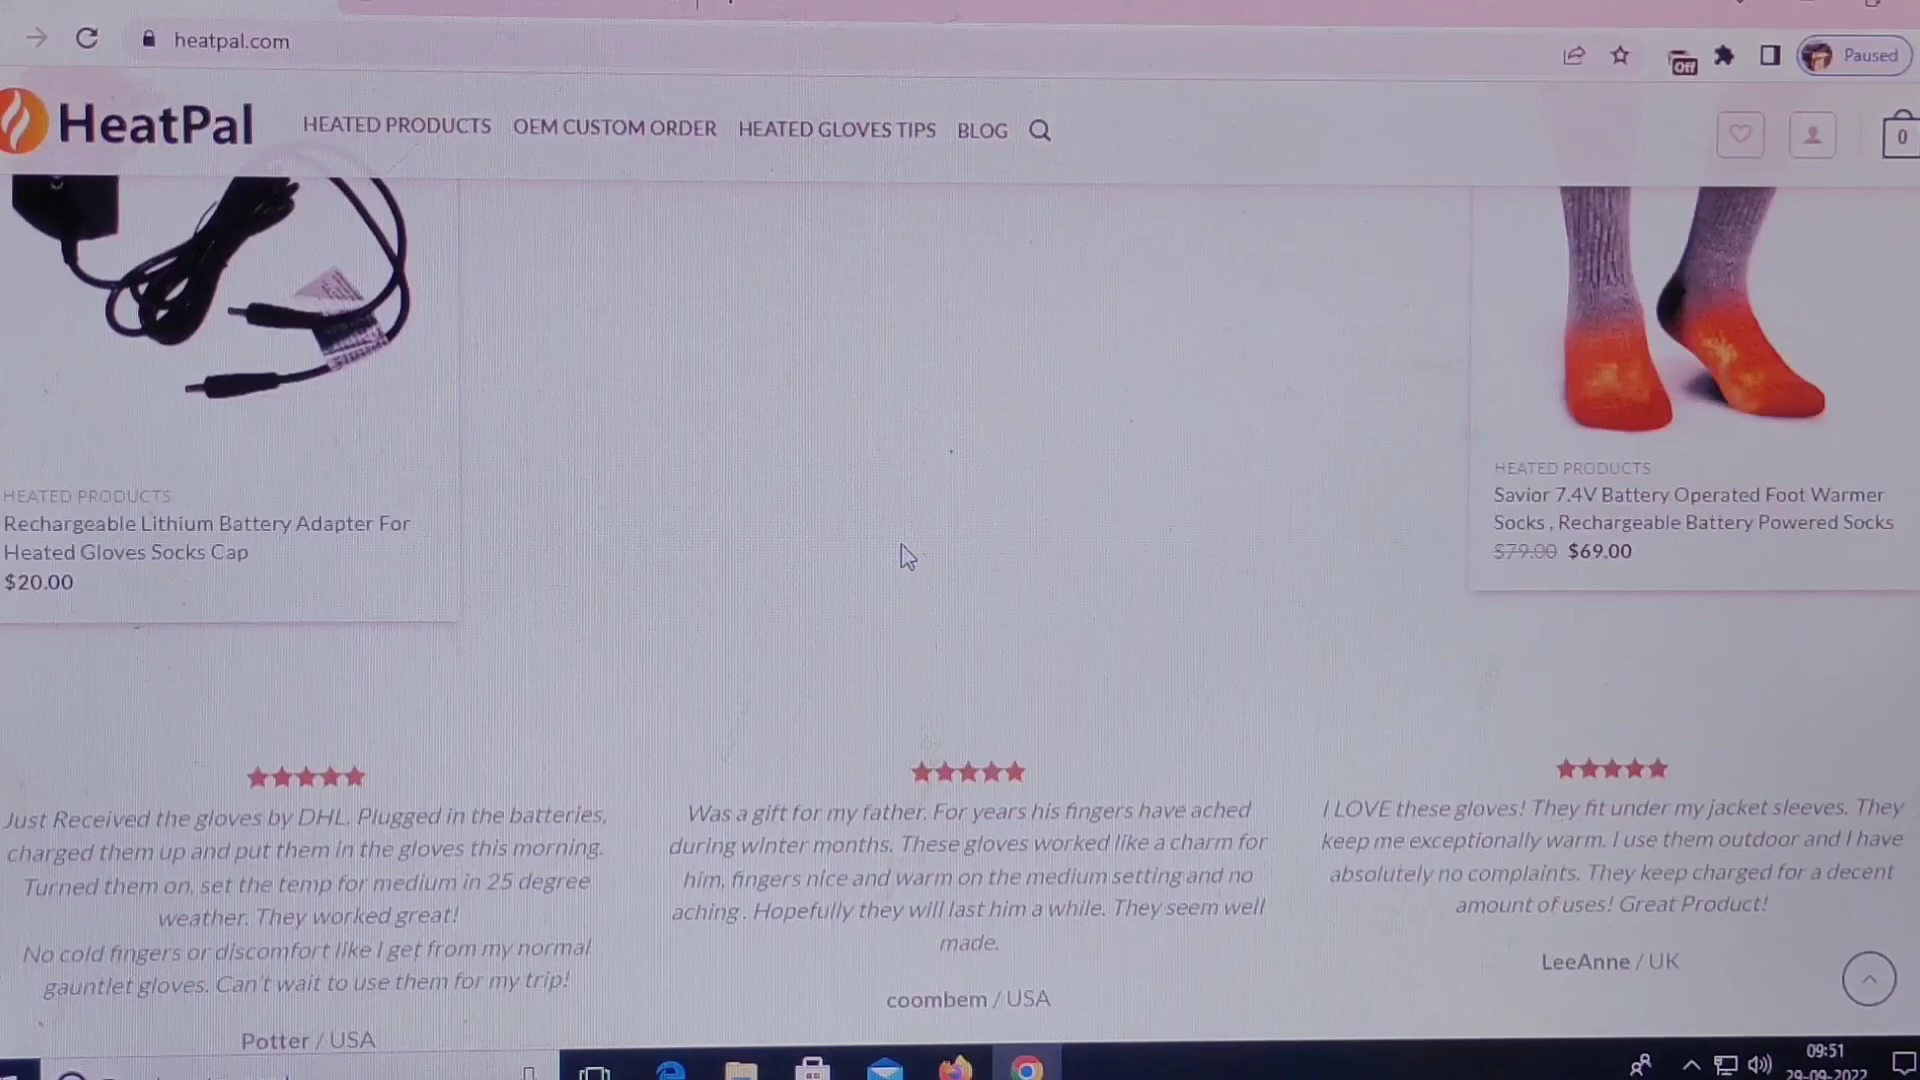 heatpal.com
Off
Paused
HeatPal
HEATED PRODUCTS
OEM CUSTOM ORDER
HEATED GLOVES TIPS
BLOG
0
HEATED PRODUCTS
Rechargeable Lithium Battery Adapter For
Heated Gloves Socks Cap
$20.00
HEATED PRODUCTS
Savior 7.4V Battery Operated Foot Warmer
Socks , Rechargeable Battery Powered Socks
$79.00 $69.00
Just Received the gloves by DHL. Plugged in the batteries,
charged them up and put them in the gloves this morning.
Turned them on, set the temp for medium in 25 degree
weather. They worked great!
No cold fingers or discomfort like I get from my normal
gauntlet gloves. Can't wait to use them for my trip!
Potter / USA
Was a gift for my father. For years his fingers have ached
during winter months. These gloves worked like a charm for
him, fingers nice and warm on the medium setting and no
aching . Hopefully they will last him a while. They seem well
made.
coombem / USA
I LOVE these gloves! They fit under my jacket sleeves. They
keep me exceptionally warm. I use them outdoor and I have
absolutely no complaints. They keep charged for a decent
amount of uses! Great Product!
LeeAnne / UK
09:51
29-09-2022